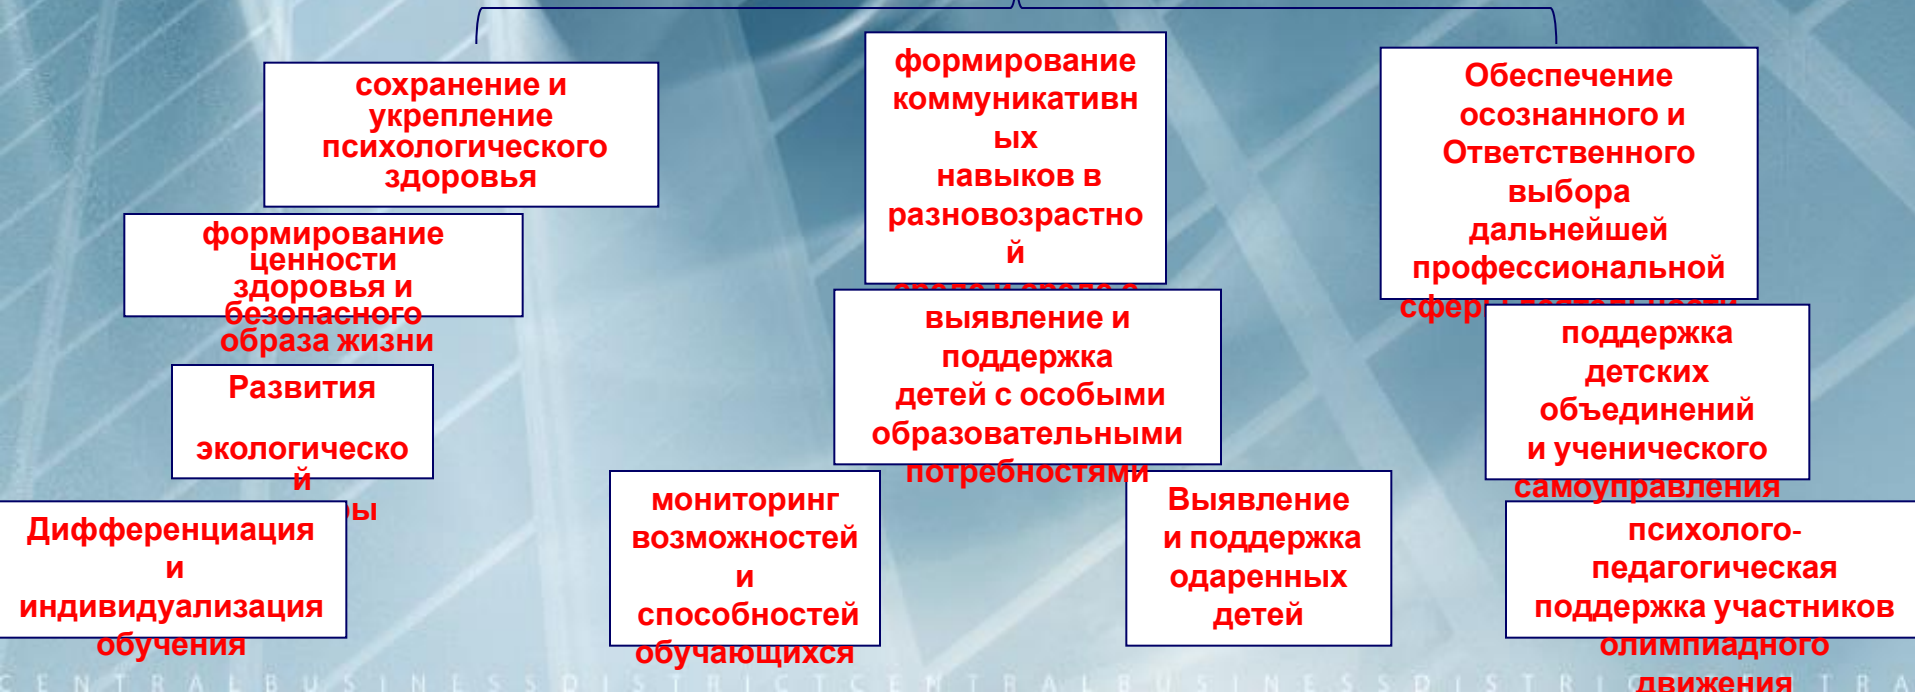 сохранение и
укрепление
психологического
здоровья
формирование
ценности
здоровья и
безопасного
образа жизни
Развития
экологическо
й
ры
Дифференциация
и
индивидуализация
обучения
формирование
коммуникативн
ых
навыков в
разновозрастно
й
выявление и
поддержка
детей с особыми
образовательными
потребностями
мониторинг
возможностей
и
способностей
обучающихся
Выявление
и поддержка
одаренных
детей
Обеспечение
осознанного и
Ответственного
выбора
дальнейшей
профессиональной
поддержка
детских
объединений
и ученического
самоуправления
психолого-
педагогическая
поддержка участников
олимпиадного
движения
CENTRALBUSINESSDISTRICTCENTRALBUSINESSDISTRICTCENTRA